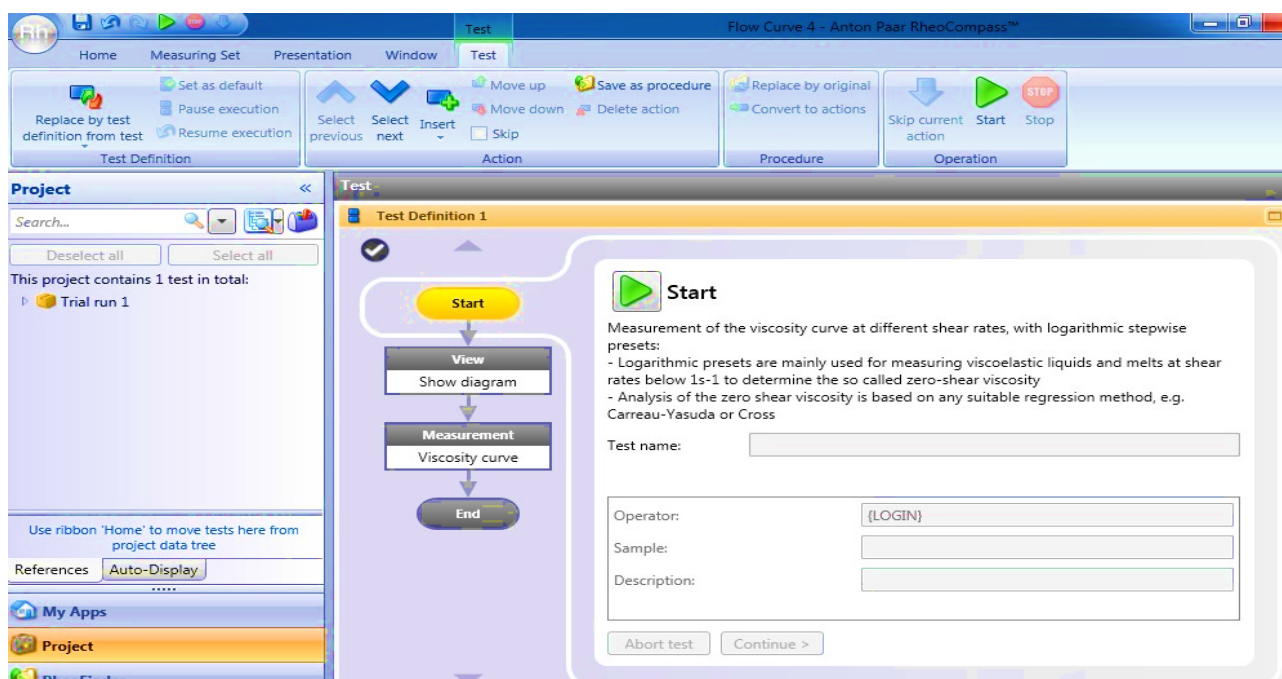 Rh
Test
Flow Curve 4 - Anton Paar RheoCompass™
Home Measuring Set Presentation Window Test
Replace by test
definition from test
Set as default
Pause execution
Resume execution
Test Definition
Select
previous
Select
next
Insert
Move up
Move down
Skip
Save as procedure
Delete action
Action
Replace by original
Convert to actions
Procedure
Skip current
action
Start
STOP
Stop
Operation
Project «
Search...
Deselect all Select all
This project contains 1 test in total:
Trial run 1
Use ribbon 'Home' to move tests here from
project data tree
References Auto-Display
My Apps
Project
Test
Test Definition 1
Start
View
Show diagram
Measurement
Viscosity curve
End
Start
Measurement of the viscosity curve at different shear rates, with logarithmic stepwise
presets:
- Logarithmic presets are mainly used for measuring viscoelastic liquids and melts at shear
rates below 1s-1 to determine the so called zero-shear viscosity
- Analysis of the zero shear viscosity is based on any suitable regression method, e.g.
Carreau-Yasuda or Cross
Test name:
Operator: {LOGIN}
Sample:
Description:
Abort test Continue >